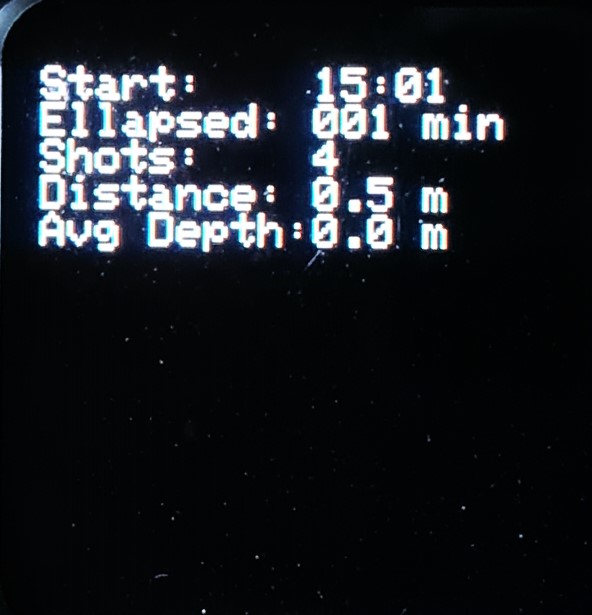 Start: 15:01
Ellapsed: 001 min
Shots: 4
Distance: 0.5 m
Avg Depth:0.0 m